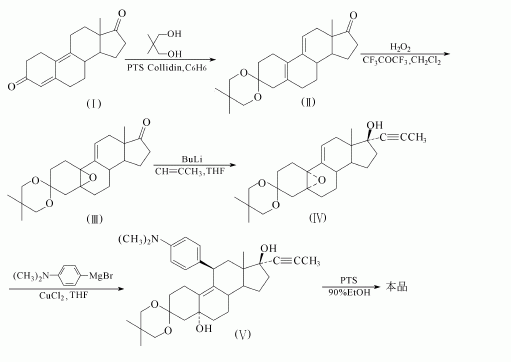 O
OH
OH
PTS Collidin,C6H6
O
(Ⅰ)
O
O
O
(Ⅱ)
H₂O₂
CF₃COCF₃,CH₂Cl₂
O
O
O
O
(Ⅲ)
BuLi
CH=CCH₃,THF
OH
C≡CCH₃
O
O
O
(Ⅳ)
(CH₃)₂N MgBr
CuCl₂,THF
(CH₃)₂N
OH
C≡CCH₃
O
O
OH
(Ⅴ)
PTS
90%EtOH
本品